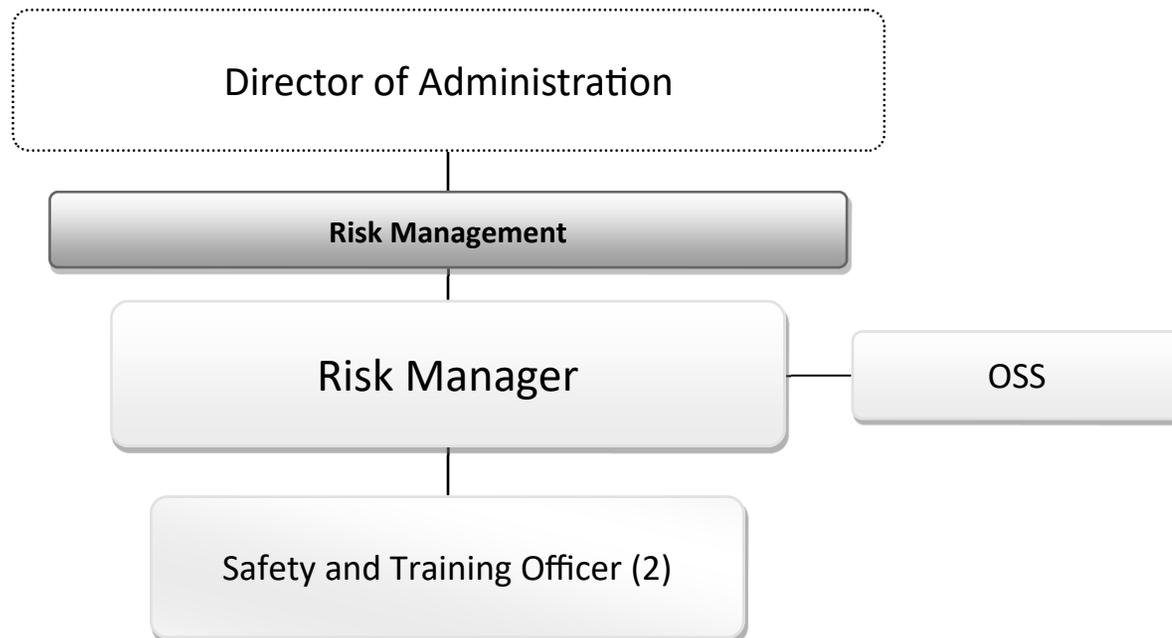 Director of Administration
Risk Management
Risk Manager
OSS
Safety and Training Officer (2)